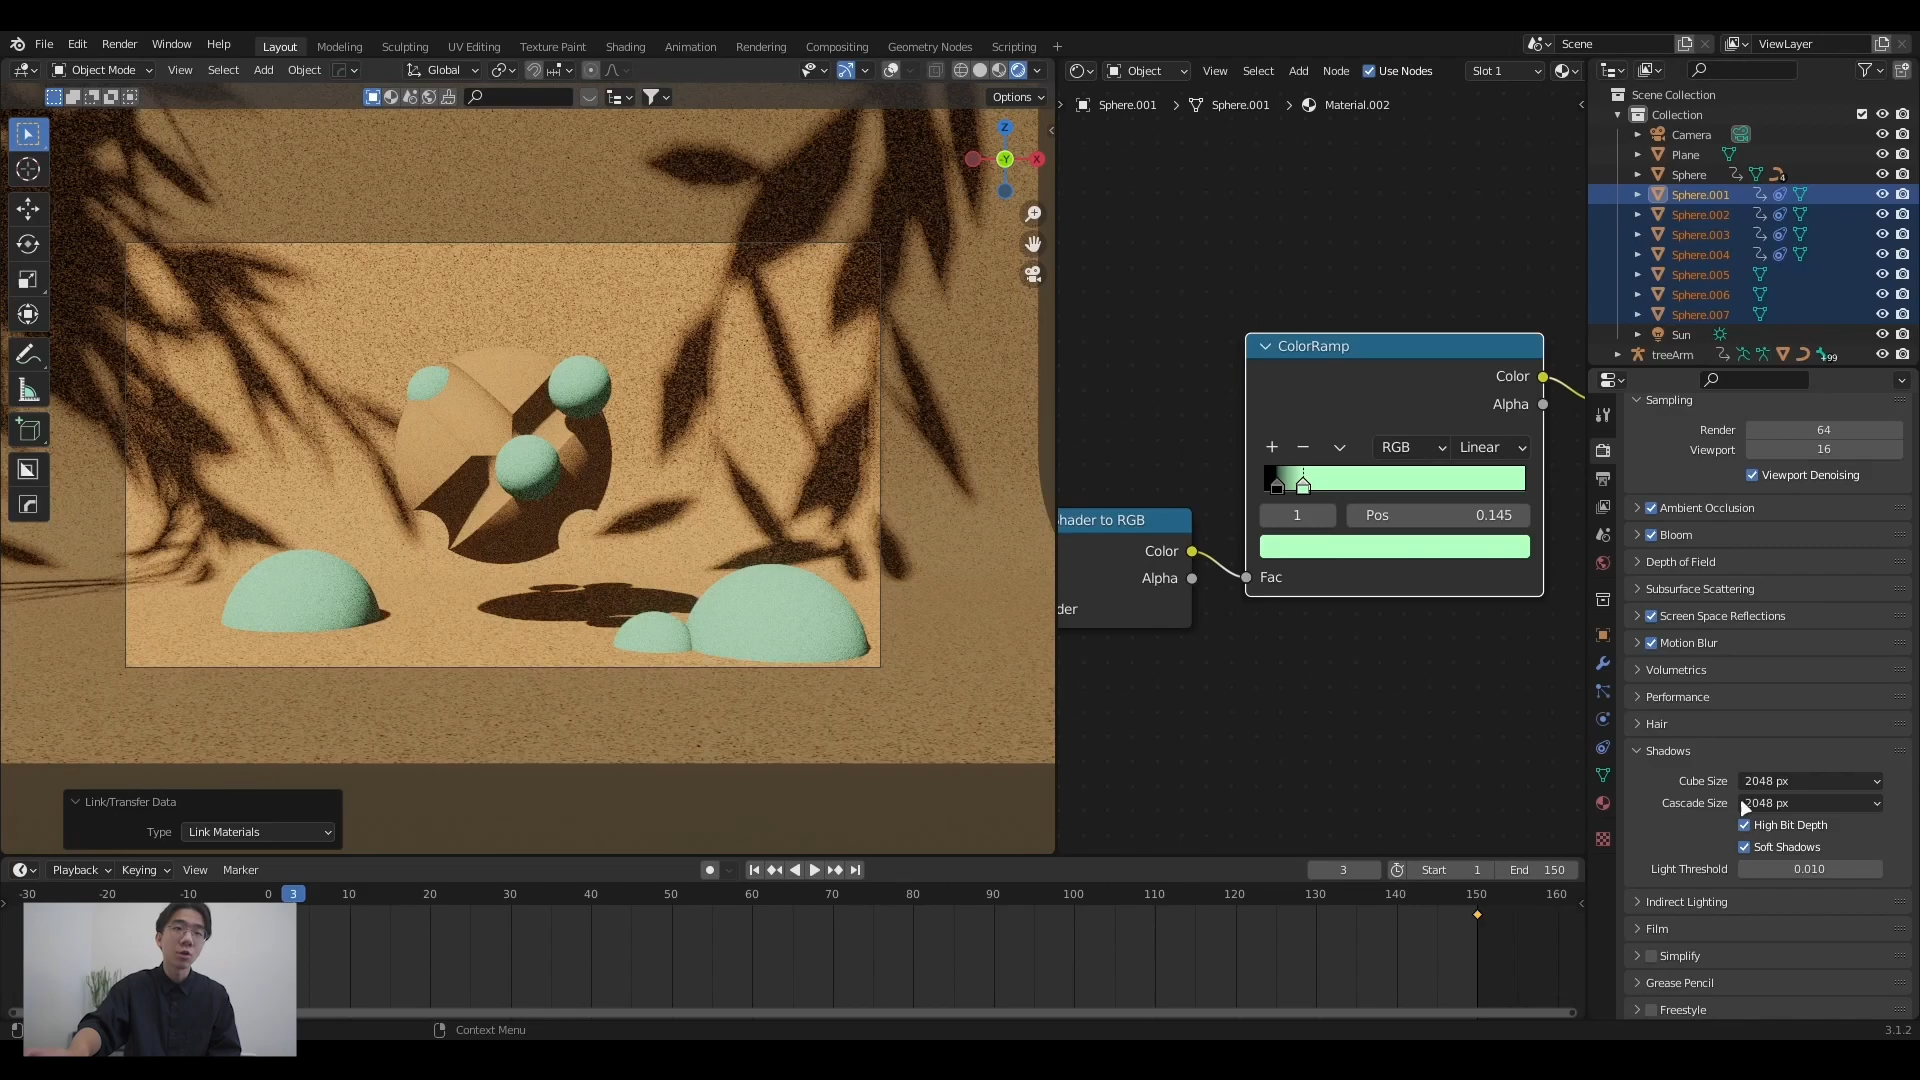 File Edit Render Window Help Layout Modeling Sculpting UV Editing Texture Paint Shading Animation Rendering Compositing Geometry Nodes Scripting + Scene ViewLayer
Object Mode View Select Add Object Global
Object View Select Add Node Use Nodes Slot 1
Options
Sphere.001 > Sphere.001 > Material.002
Scene Collection
Collection
Camera
Plane
Sphere 4
Sphere.001
Sphere.002
Sphere.003
Sphere.004
Sphere.005
Sphere.006
Sphere.007
Sun
treeArm +99
Z
-Y
X
ColorRamp
Color
Alpha
RGB Linear
1 Pos 0.145
Fac
hader to RGB
Color
Alpha
der
Sampling
Render 64
Viewport 16
Viewport Denoising
Ambient Occlusion
Bloom
Depth of Field
Subsurface Scattering
Screen Space Reflections
Motion Blur
Volumetrics
Performance
Hair
Shadows
Cube Size 2048 px
Cascade Size 2048 px
High Bit Depth
Soft Shadows
Light Threshold 0.010
Indirect Lighting
Film
Simplify
Grease Pencil
Freestyle
Link/Transfer Data
Type Link Materials
Playback Keying View Marker 3 Start 1 End 150
-30 -20 -10 0 3 10 20 30 40 50 60 70 80 90 100 110 120 130 140 150 160
Context Menu
3.1.2